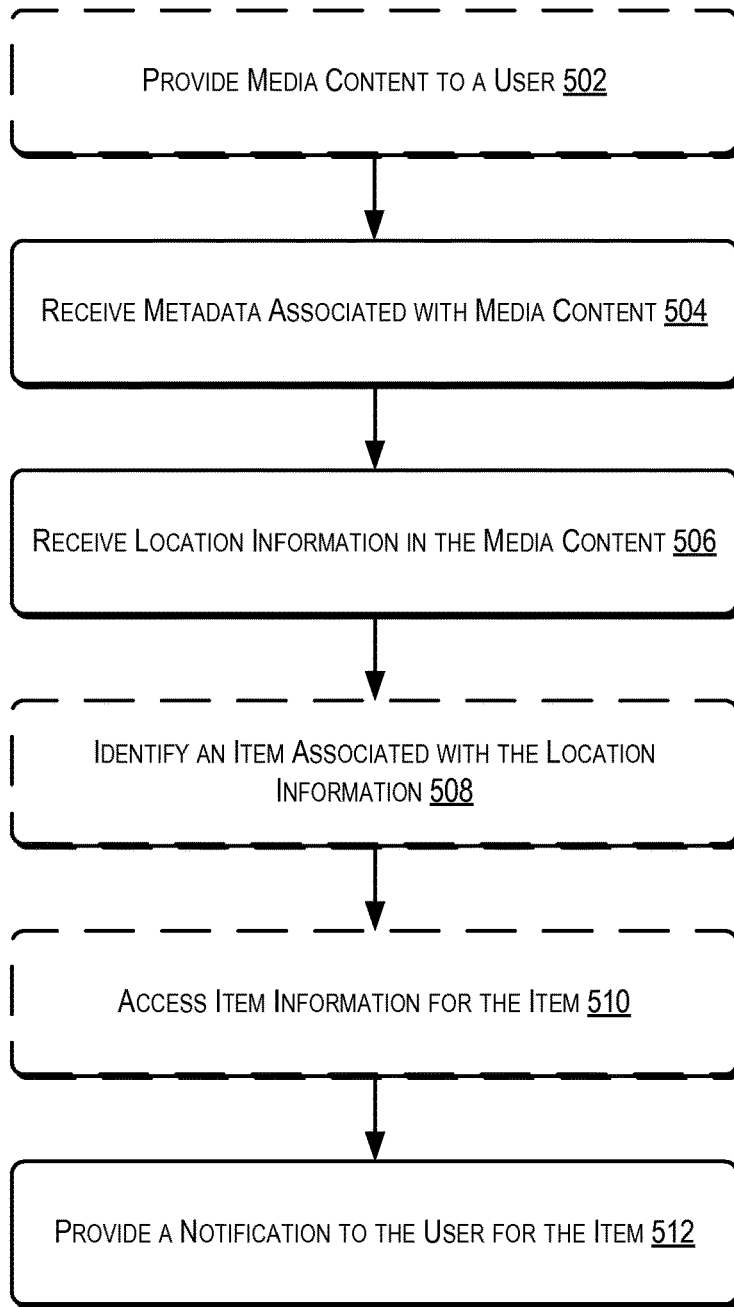 PROVIDE MEDIA CONTENT TO A USER 502
RECEIVE METADATA ASSOCIATED WITH MEDIA CONTENT 504
RECEIVE LOCATION INFORMATION IN THE MEDIA CONTENT 506
IDENTIFY AN ITEM ASSOCIATED WITH THE LOCATION
INFORMATION 508
ACCESS ITEM INFORMATION FOR THE ITEM 510
PROVIDE A NOTIFICATION TO THE USER FOR THE ITEM 512